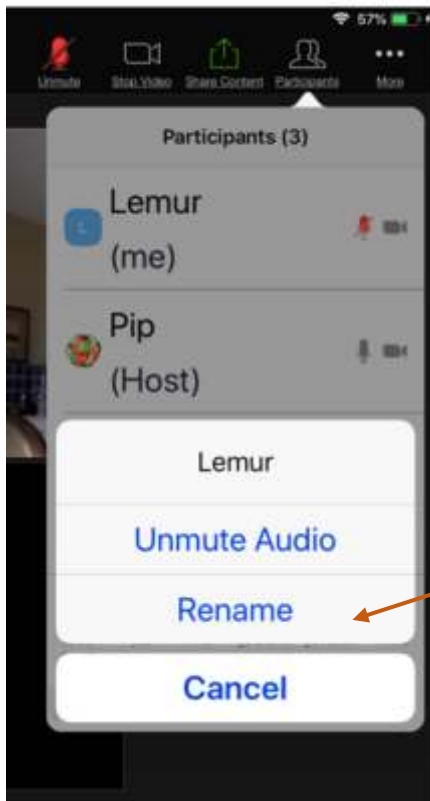 57%
Unmute Stop Video Share Content Participants More
Participants (3)
L
Lemur
(me)
Pip
(Host)
Lemur
Unmute Audio
Rename
Cancel